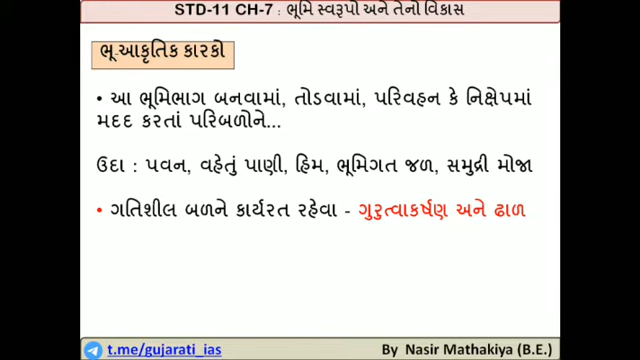 STD-11 CH-7 : ભૂમિ સ્વરૂપો અને તેનો વિકાસ
ભૂ-આકૃતિક કારકો
• આ ભૂમિભાગ બનવામાં, તોડવામાં, પરિવહન કે નિક્ષેપમાં
મદદ કરતાં પરિબળોને...
ઉદા : પવન, વહેતું પાણી, હિમ, ભૂમિગત જળ, સમુદ્રી મોજા
• ગતિશીલ બળને કાર્યરત રહેવા - ગુરુત્વાકર્ષણ અને ઢાળ
t.me/gujarati_ias
By Nasir Mathakiya (B.E.)